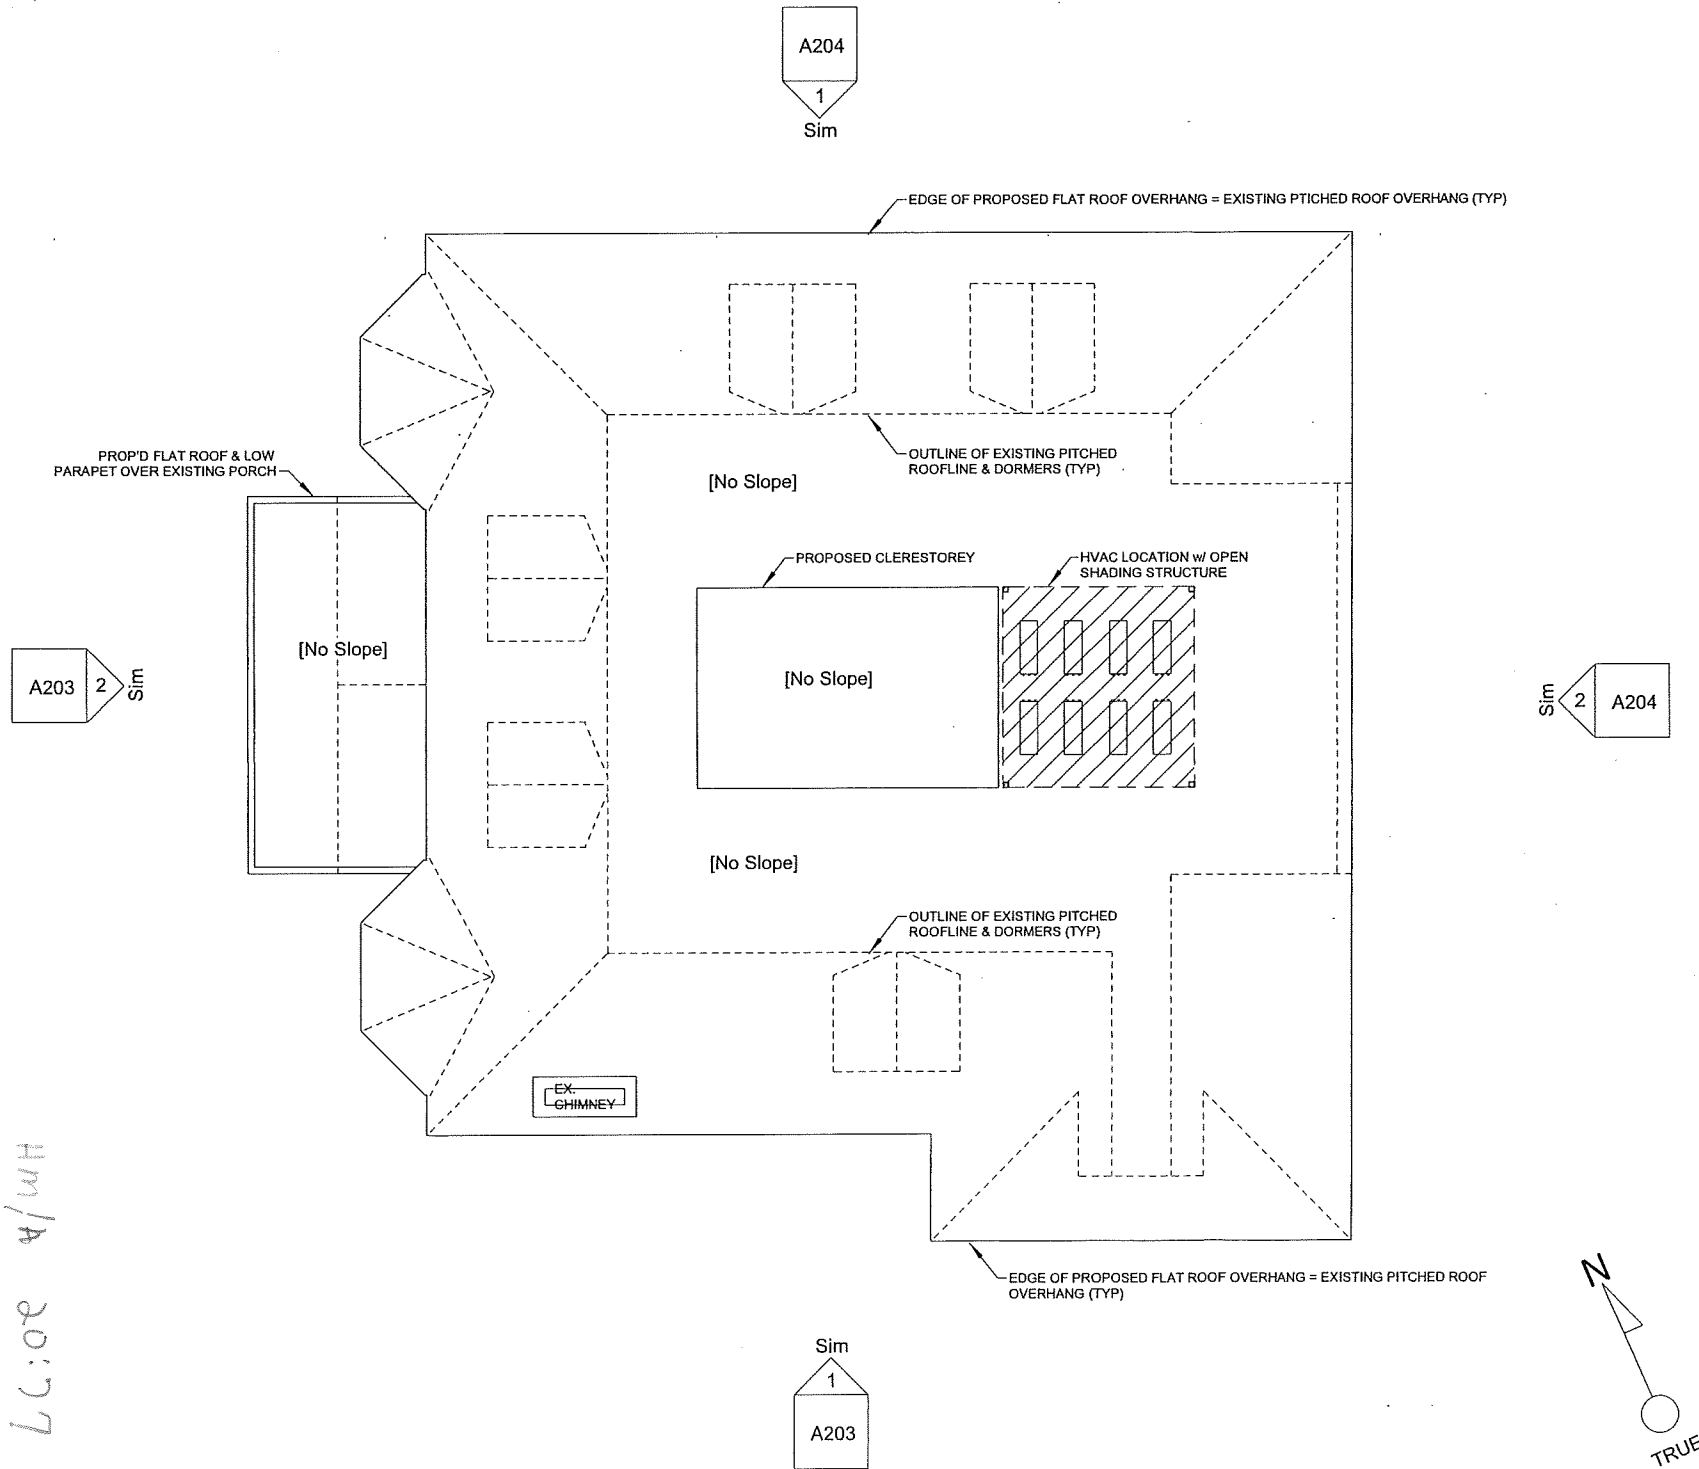 A204
1
Sim
EDGE OF PROPOSED FLAT ROOF OVERHANG = EXISTING PTICHED ROOF OVERHANG (TYP)
PROP'D FLAT ROOF & LOW
PARAPET OVER EXISTING PORCH
OUTLINE OF EXISTING PITCHED
ROOFLINE & DORMERS (TYP)
[No Slope]
PROPOSED CLERESTOREY
HVAC LOCATION w/ OPEN
SHADING STRUCTURE
[No Slope]
[No Slope]
A203
2
Sim
Sim
2
A204
[No Slope]
OUTLINE OF EXISTING PITCHED
ROOFLINE & DORMERS (TYP)
EX.
CHIMNEY
EDGE OF PROPOSED FLAT ROOF OVERHANG = EXISTING PITCHED ROOF
OVERHANG (TYP)
N
TRUE
Sim
1
A203